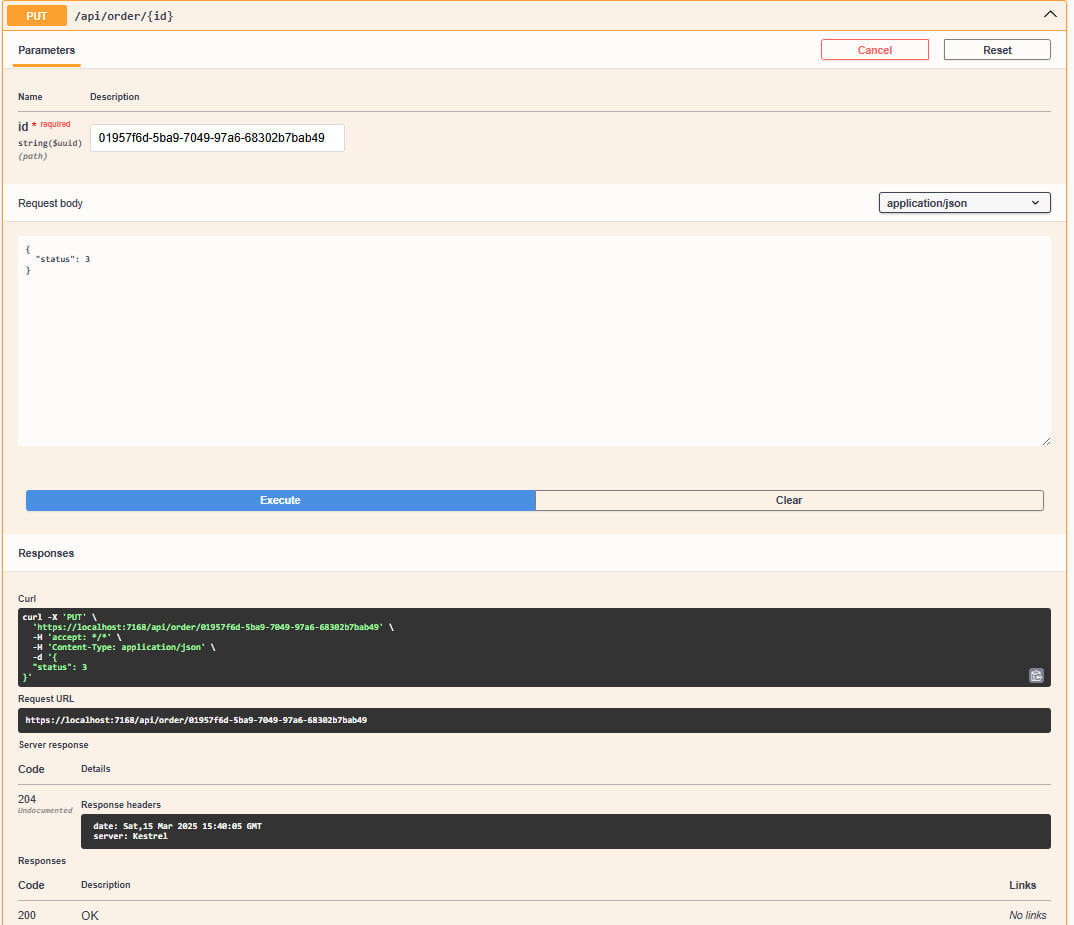 PUT /api/order/{id}
Parameters
Cancel
Reset
Name Description
id * required
string($uuid)
(path)
01957f6d-5ba9-7049-97a6-68302b7bab49
Request body
application/json
{
  "status": 3
}
Execute
Clear
Responses
Curl
curl -X 'PUT' \
  'https://localhost:7168/api/order/01957f6d-5ba9-7049-97a6-68302b7bab49' \
  -H 'accept: */*' \
  -H 'Content-Type: application/json' \
  -d '{
  "status": 3
}'
Request URL
https://localhost:7168/api/order/01957f6d-5ba9-7049-97a6-68302b7bab49
Server response
Code Details
204
Undocumented
Response headers
date: Sat,15 Mar 2025 15:40:05 GMT
server: Kestrel
Responses
Code Description Links
200 OK No links